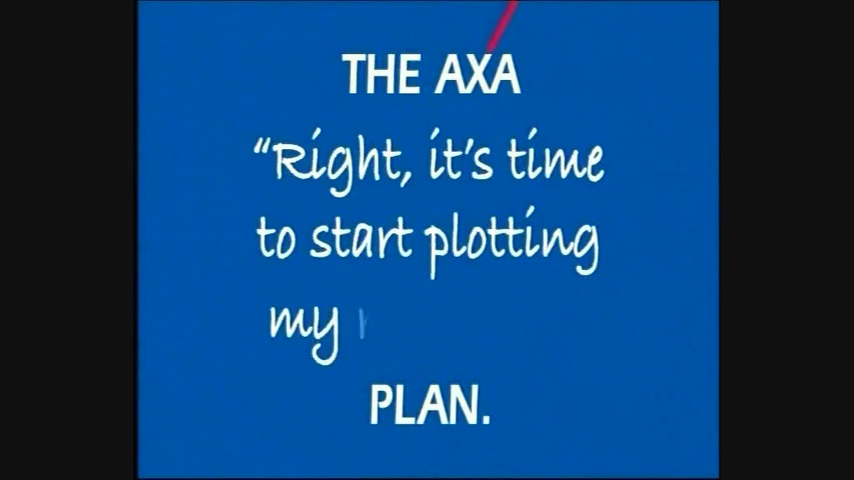 THE AXA
“Right, it's time
to start plotting
my
PLAN.